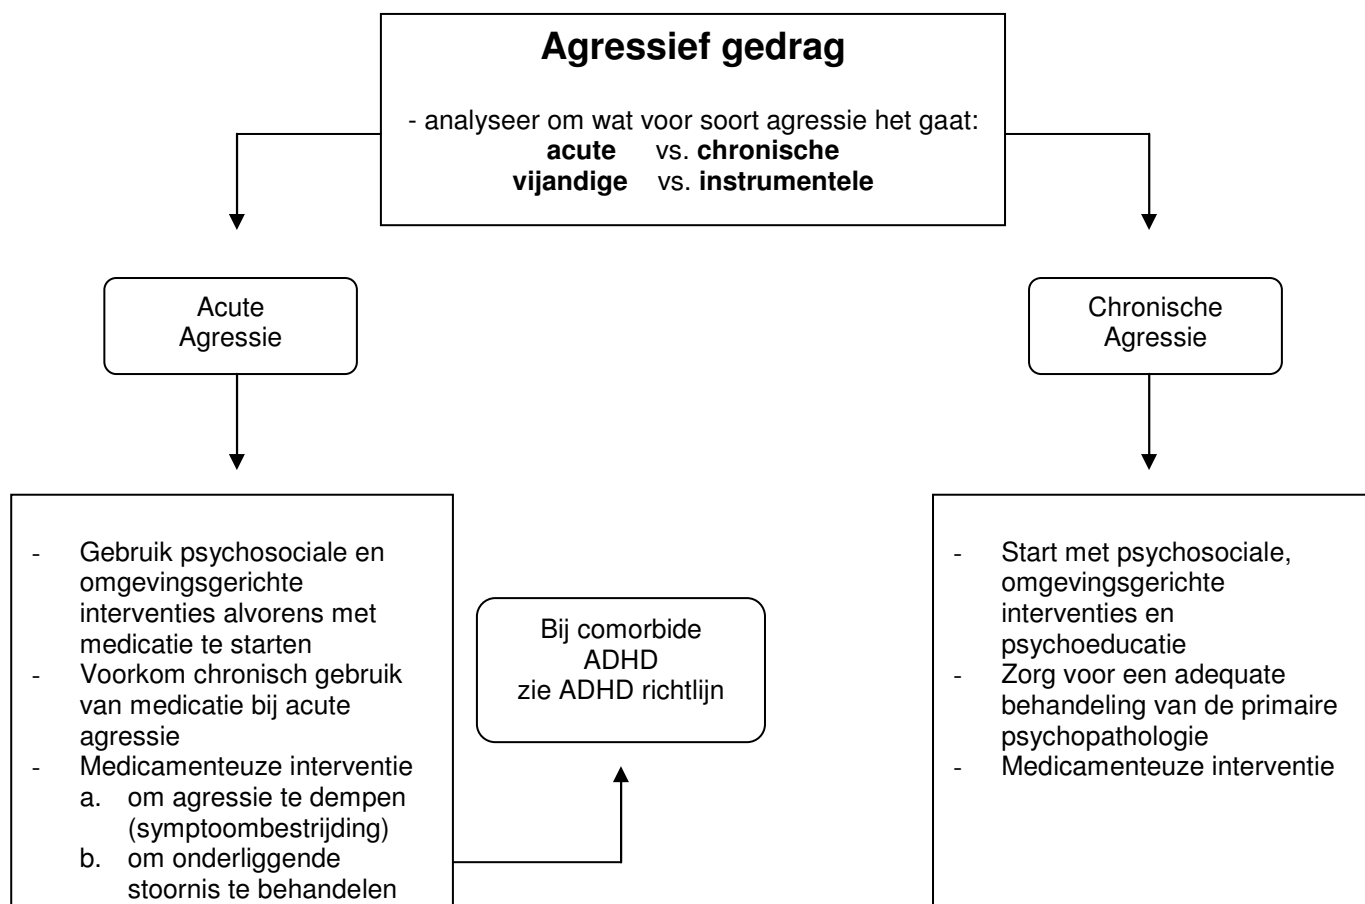 Agressief gedrag
- analyseer om wat voor soort agressie het gaat:
acute vs. chronische
vijandige vs. instrumentele
Acute
Agressie
Chronische
Agressie
- Gebruik psychosociale en
omgevingsgerichte
interventies alvorens met
medicatie te starten
- Voorkom chronisch gebruik
van medicatie bij acute
agressie
- Medicamenteuze interventie
a. om agressie te dempen
(symptoombestrijding)
b. om onderliggende
stoornis te behandelen
Bij comorbide
ADHD
zie ADHD richtlijn
- Start met psychosociale,
omgevingsgerichte
interventies en
psychoeducatie
- Zorg voor een adequate
behandeling van de primaire
psychopathologie
- Medicamenteuze interventie